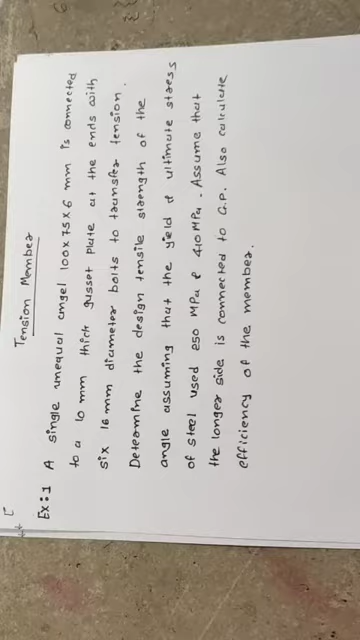 Tension Member
Ex:1 A single unequal angel 100x75x6 mm is connected
to a 10 mm thick gusset plate at the ends with
six 16 mm diameter bolts to transfer tension.
Determine the design tensile strength of the
angle assuming that the yield & ultimate stress
of steel used 250 MPa & 410 MPa. Assume that
the longer side is connected to G.P. Also calculate
efficiency of the member.